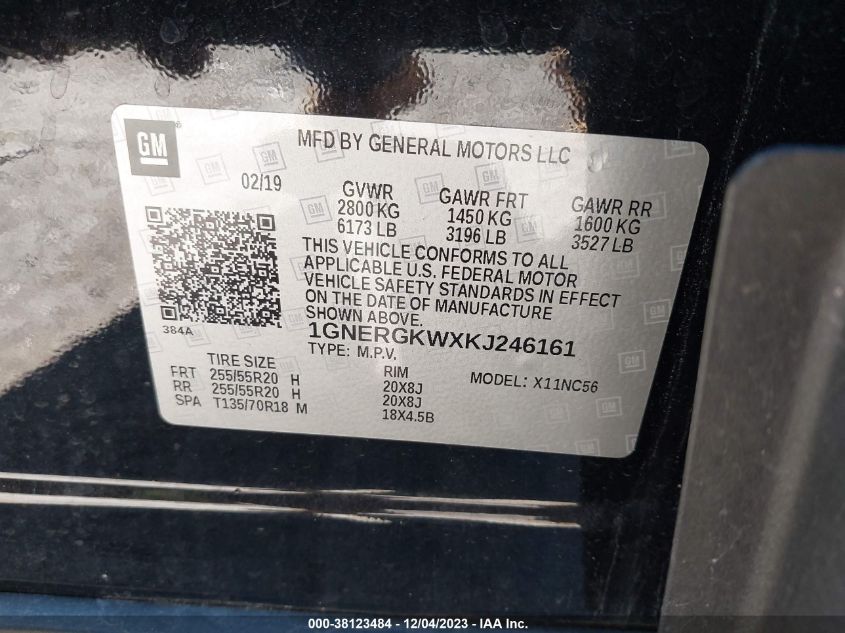 GM
MFD BY GENERAL MOTORS LLC
02/19
GVWR GAWR FRT GAWR RR
2800 KG 1450 KG 1600 KG
6173 LB 3196 LB 3527 LB
THIS VEHICLE CONFORMS TO ALL
APPLICABLE U.S. FEDERAL MOTOR
VEHICLE SAFETY STANDARDS IN EFFECT
ON THE DATE OF MANUFACTURE
SHOWN ABOVE.
384A
1GNERGKWXKJ246161
TYPE: M.P.V.
MODEL: X11NC56
TIRE SIZE RIM
FRT 255/55R20 H 20X8J
RR 255/55R20 H 20X8J
SPA T135/70R18 M 18X4.5B
000-38123484 - 12/04/2023 - IAA Inc.